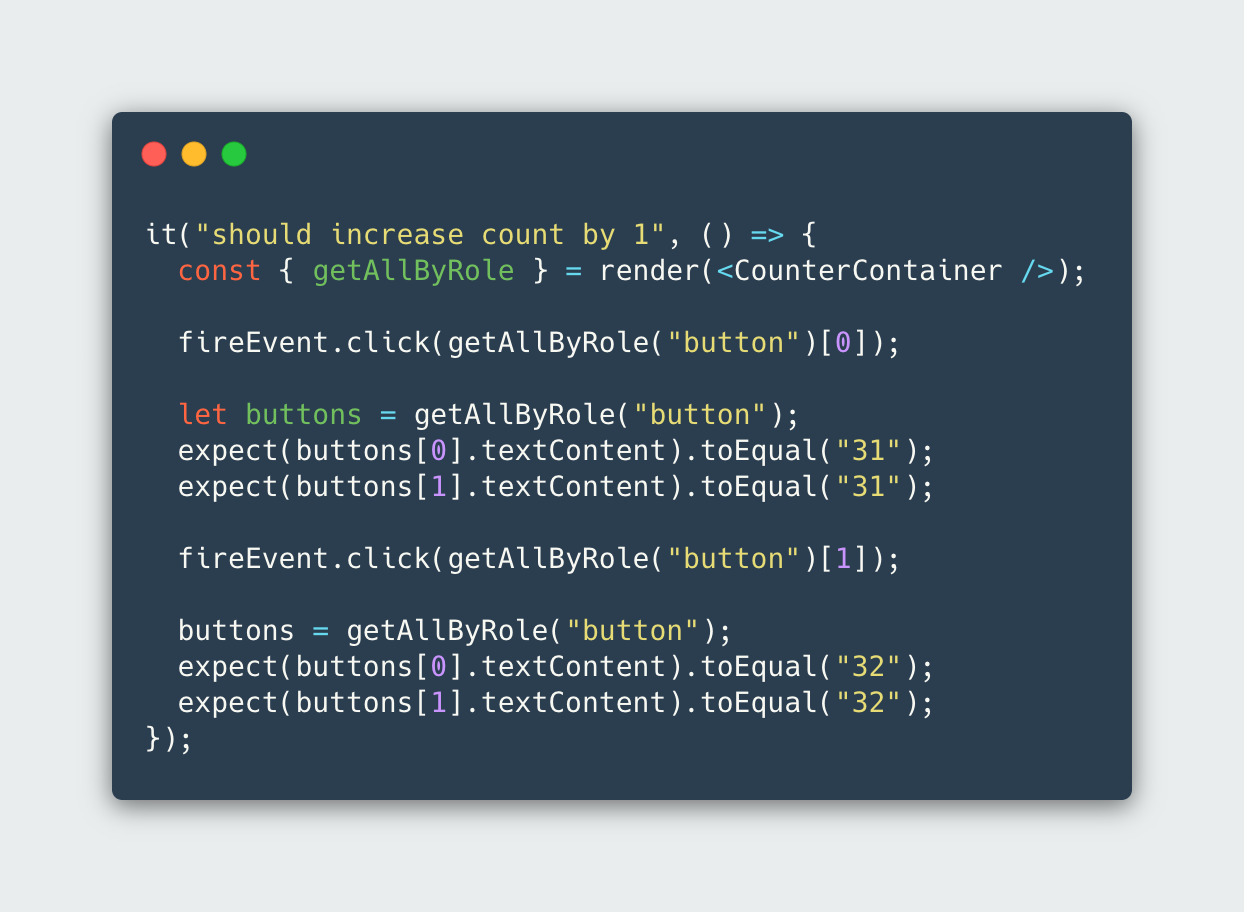 it("should increase count by 1", () => {
  const { getAllByRole } = render(<CounterContainer />);

  fireEvent.click(getAllByRole("button")[0]);

  let buttons = getAllByRole("button");
  expect(buttons[0].textContent).toEqual("31");
  expect(buttons[1].textContent).toEqual("31");

  fireEvent.click(getAllByRole("button")[1]);

  buttons = getAllByRole("button");
  expect(buttons[0].textContent).toEqual("32");
  expect(buttons[1].textContent).toEqual("32");
});